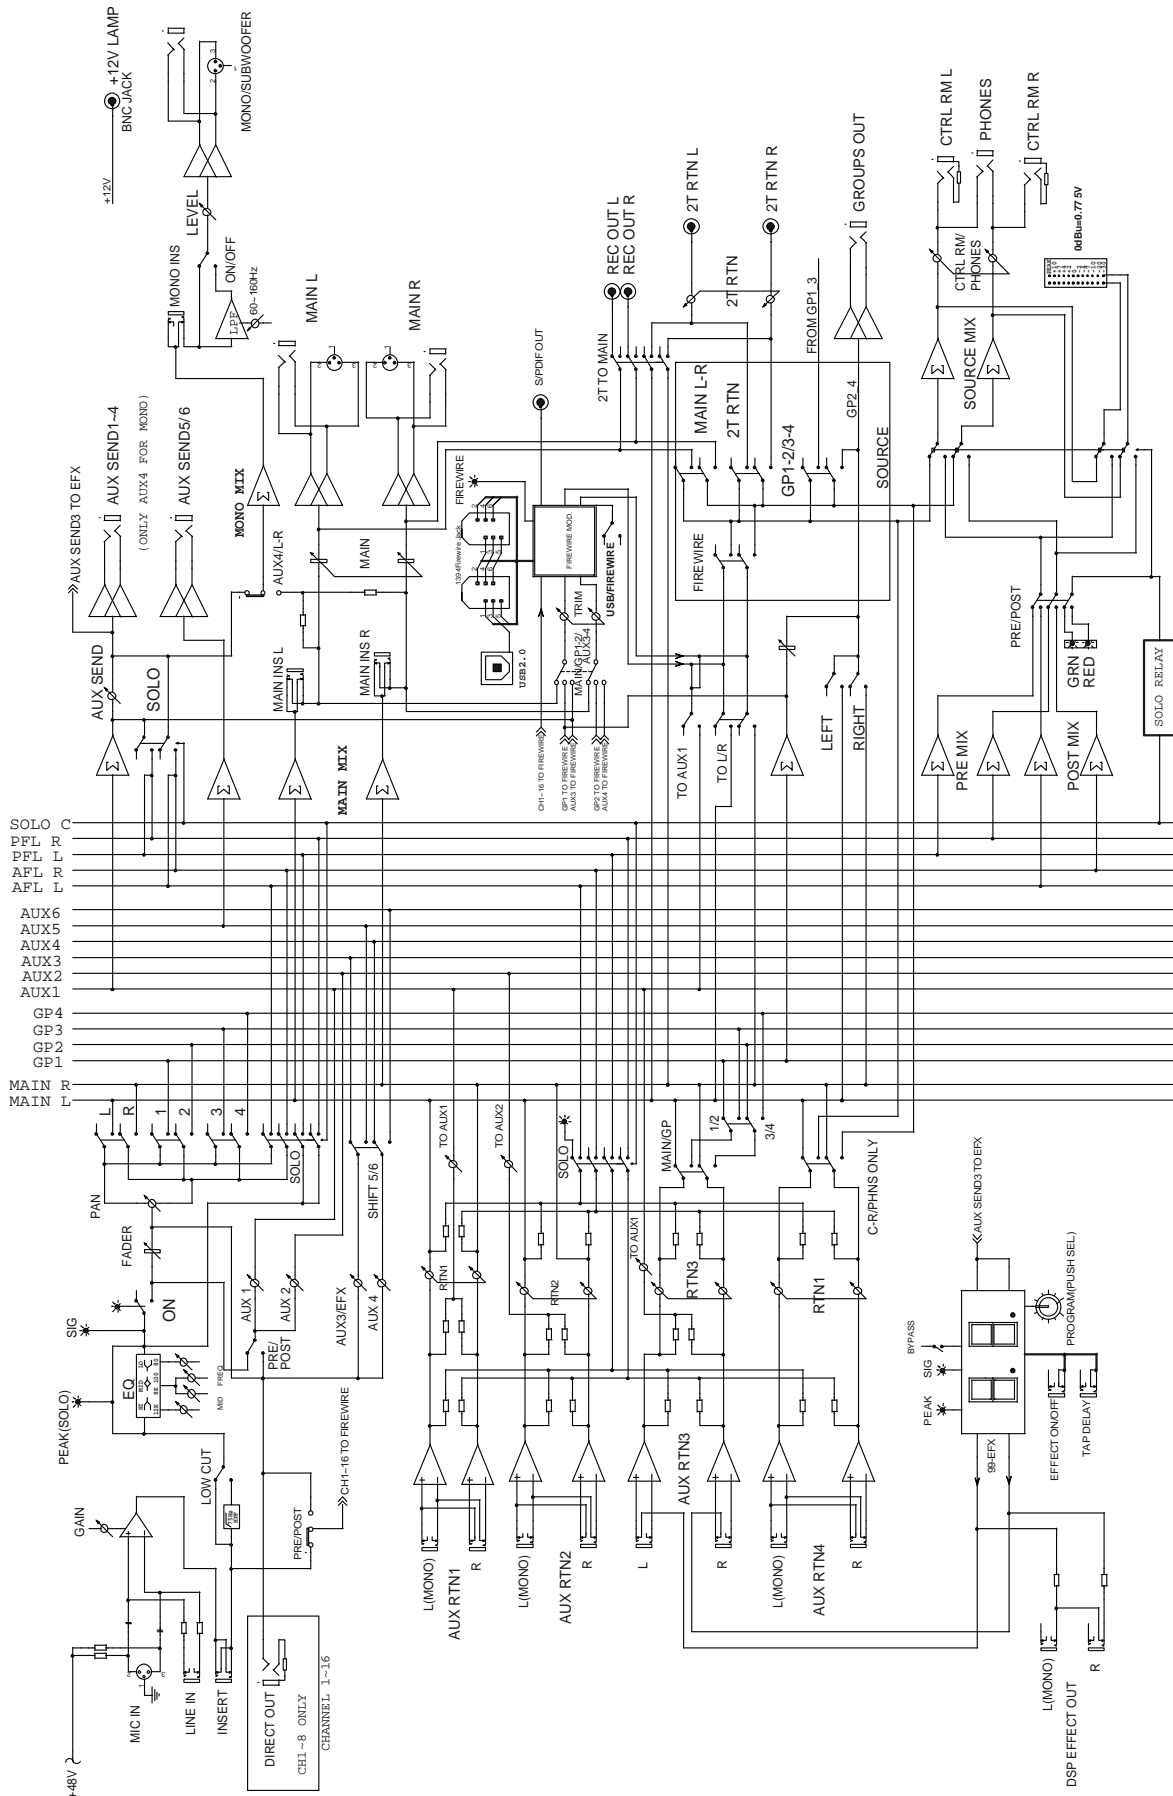 +12V LAMP
BNC JACK
+12V
MONO/SUBWOOFER
3
2
1
LEVEL
MONO INS
ON/OFF
LPF
60~160Hz
AUX SEND3 TO EFX
AUX SEND1~4
(ONLY AUX4 FOR MONO)
AUX SEND5/6
AUX SEND
SOLO
MONO MIX
AUX4/L-R
MAIN L
MAIN R
MAIN
MAIN INS L
MAIN INS R
MAIN MIX
FIREWIRE
1394Firewire Jack
USB2.0
FIREWIRE MOD.
S/PDIF OUT
USB/FIREWIRE
TRIM
MAIN/GP1-2/
AUX3-4
CH1~16 TO FIREWIRE
GP1 TO FIREWIRE
AUX3 TO FIREWIRE
GP2 TO FIREWIRE
AUX4 TO FIREWIRE
REC OUT L
REC OUT R
2T TO MAIN
2T RTN L
2T RTN R
2T RTN
MAIN L-R
2T RTN
GP1-2/3-4
SOURCE
FIREWIRE
FROM GP1_3
GP2_4
GROUPS OUT
TO AUX1
TO L/R
LEFT
RIGHT
CTRL RM L
PHONES
CTRL RM R
CTRL RM/
PHONES
0dBu=0.775V
SOURCE MIX
PRE/POST
GRN
RED
PRE MIX
POST MIX
SOLO RELAY
SOLO C
PFL R
PFL L
AFL R
AFL L
AUX6
AUX5
AUX4
AUX3
AUX2
AUX1
GP4
GP3
GP2
GP1
MAIN R
MAIN L
L
R
1
2
3
4
SOLO
PAN
FADER
ON
SIG
PEAK(SOLO)
EQ
HI
MID
LO
12K
8K
100
80
MID
FREQ
GAIN
LOW CUT
75Hz
+48V
MIC IN
LINE IN
INSERT
DIRECT OUT
CH1~8 ONLY
CHANNEL 1~16
PRE/POST
CH1~16 TO FIREWIRE
PRE/
POST
AUX 1
AUX 2
AUX3/EFX
AUX 4
SHIFT 5/6
TO AUX1
RTN1
L(MONO)
AUX RTN1
R
TO AUX2
RTN2
L(MONO)
AUX RTN2
R
SOLO
TO AUX1
RTN3
L
AUX RTN3
R
MAIN/GP
1/2
3/4
RTN1
L(MONO)
AUX RTN4
R
C-R/PHNS ONLY
AUX SEND3 TO EFX
BYPASS
SIG
PEAK
99-EFX
PROGRAM(PUSH SEL.)
EFFECT ON/OFF
TAP DELAY
L(MONO)
DSP EFFECT OUT
R